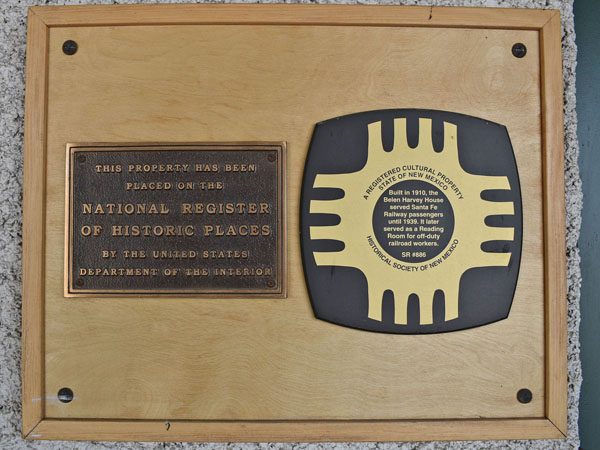 THIS PROPERTY HAS BEEN
PLACED ON THE
NATIONAL REGISTER
OF HISTORIC PLACES
BY THE UNITED STATES
DEPARTMENT OF THE INTERIOR
A REGISTERED CULTURAL PROPERTY
STATE OF NEW MEXICO
Built in 1910, the
Belen Harvey House
served Santa Fe
Railway passengers
until 1939. It later
served as a Reading
Room for off-duty
railroad workers.
SR #886
HISTORICAL SOCIETY OF NEW MEXICO